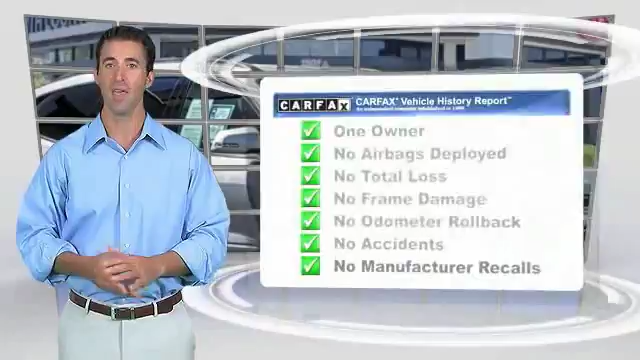 CARFAX CARFAX® Vehicle History Report™
One Owner
No Airbags Deployed
No Total Loss
No Frame Damage
No Odometer Rollback
No Accidents
No Manufacturer Recalls